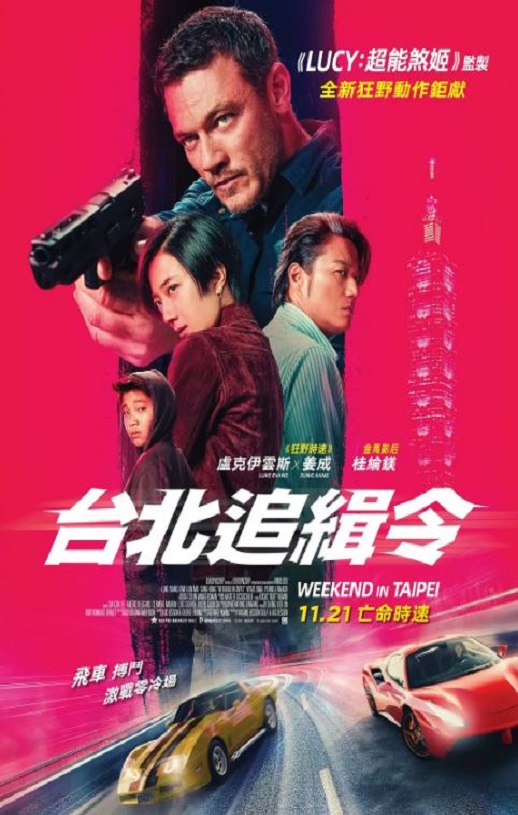 《LUCY:超能煞姬》監製
全新狂野動作鉅獻
《狂野時速》
金馬影后
盧克伊雲斯×姜成
桂綸鎂
LUKE EVANS
SUNG KANG
台北追緝令
WEEKEND IN TAIPEI
11.21 亡命時速
飛車 搏鬥
激戰零冷場